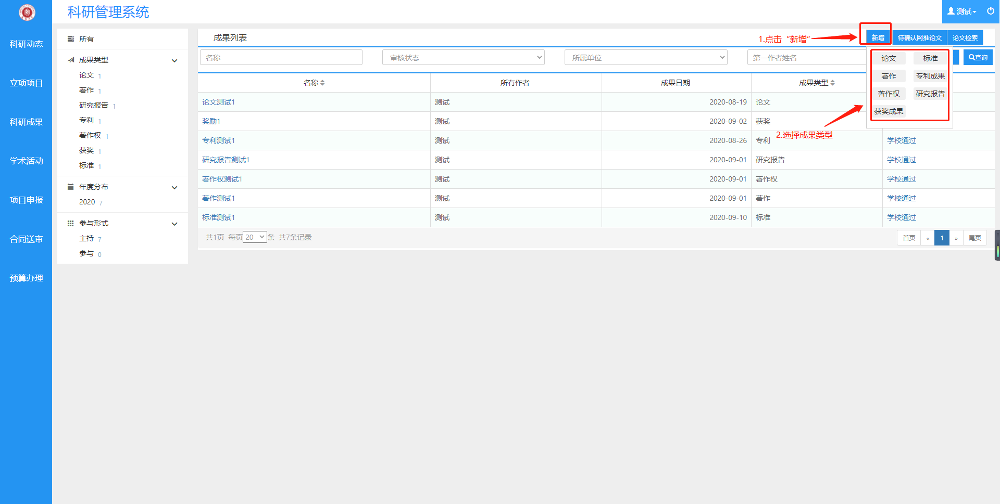 科研管理系统
测试
科研动态
立项项目
科研成果
学术活动
项目申报
合同送审
预算办理
所有
成果类型
论文 1
著作 1
研究报告 1
专利 1
著作权 1
获奖 1
标准 1
年度分布
2020 7
参与形式
主持 7
参与 0
成果列表
1.点击“新增”
新增 待确认网推论文 论文检索
名称 审核状态 所属单位 第一作者姓名 查询
论文 标准
著作 专利成果
著作权 研究报告
获奖成果
2.选择成果类型
名称 所有作者 成果日期 成果类型
论文测试1 测试 2020-08-19 论文
奖励1 测试 2020-09-02 获奖
专利测试1 测试 2020-08-26 专利 学校通过
研究报告测试1 测试 2020-09-01 研究报告 学校通过
著作权测试1 测试 2020-09-01 著作权 学校通过
著作测试1 测试 2020-09-01 著作 学校通过
标准测试1 测试 2020-09-10 标准 学校通过
共1页 每页 20 条 共7条记录
首页 « 1 » 尾页